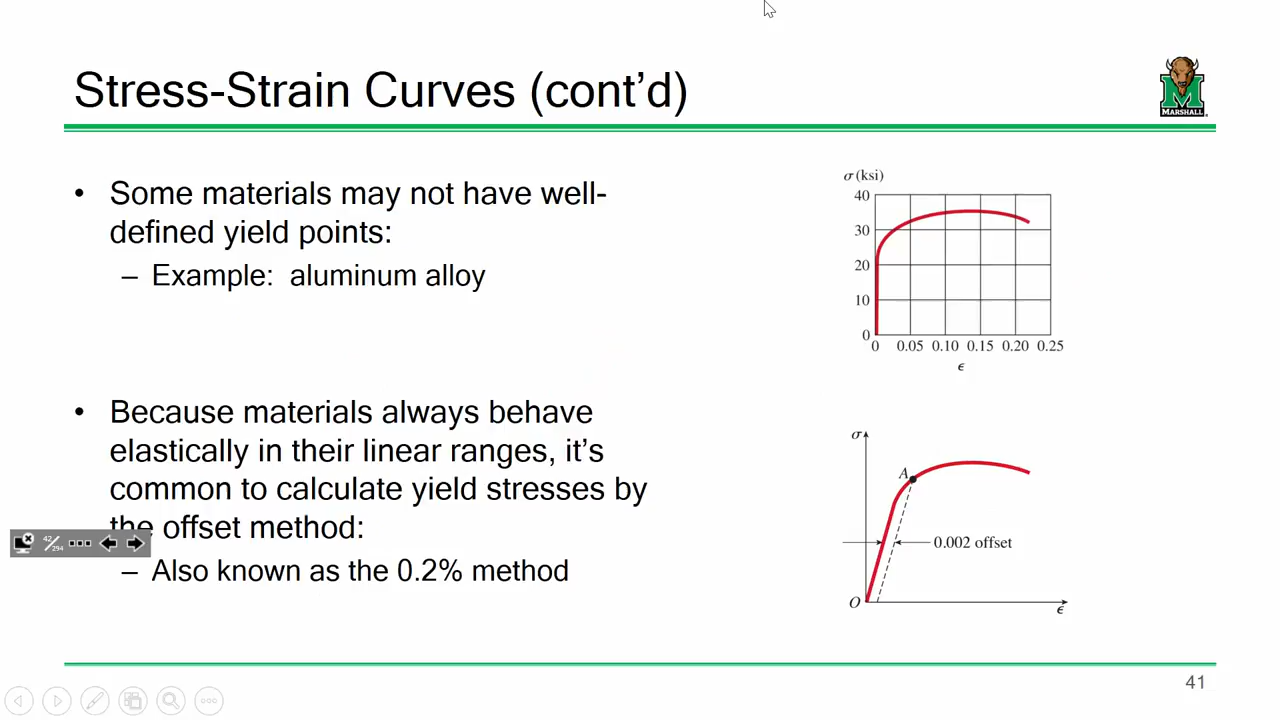 Stress-Strain Curves (cont’d)
MARSHALL
• Some materials may not have well-
defined yield points:
– Example: aluminum alloy
σ (ksi)
40
30
20
10
0
0 0.05 0.10 0.15 0.20 0.25
ϵ
• Because materials always behave
elastically in their linear ranges, it’s
common to calculate yield stresses by
the offset method:
– Also known as the 0.2% method
σ
A
0.002 offset
O
ϵ
42/294
41